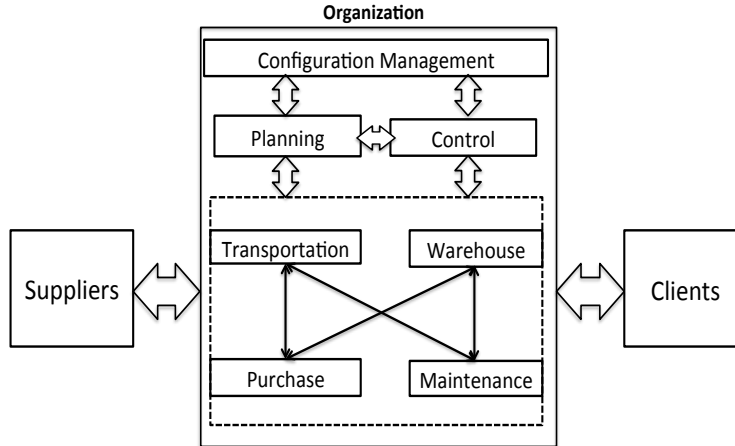 Organization
Configuration Management
Planning
Control
Transportation
Warehouse
Suppliers
Clients
Purchase
Maintenance